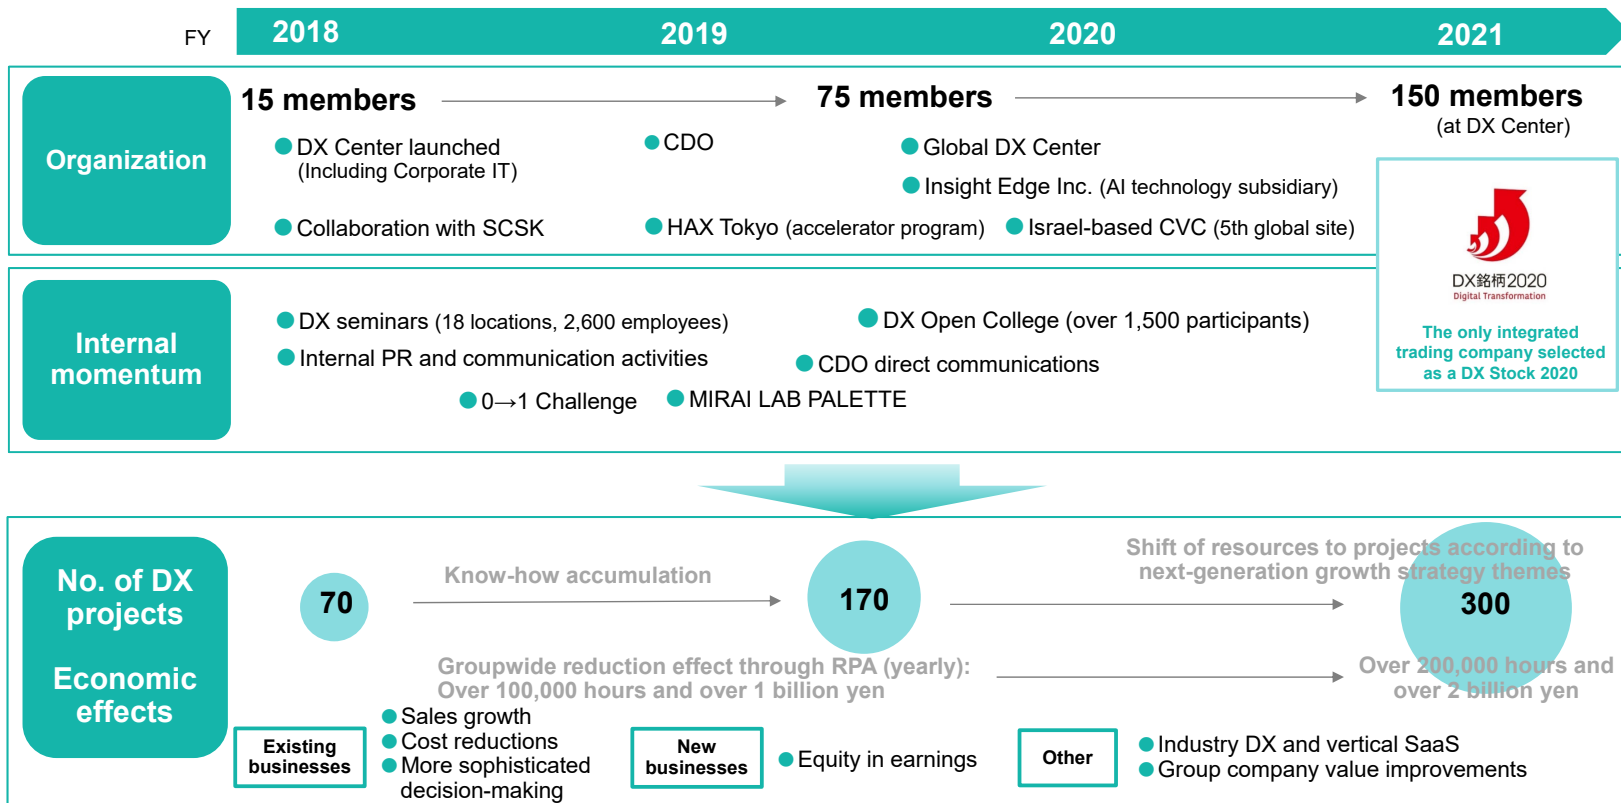 FY 2018 2019 2020 2021
Organization
15 members 75 members 150 members
(at DX Center)
● DX Center launched
(Including Corporate IT)
● CDO
● Global DX Center
● Insight Edge Inc. (AI technology subsidiary)
● Collaboration with SCSK
● HAX Tokyo (accelerator program)
● Israel-based CVC (5th global site)
DX銘柄2020
Digital Transformation
The only integrated
trading company selected
as a DX Stock 2020
Internal
momentum
● DX seminars (18 locations, 2,600 employees)
● DX Open College (over 1,500 participants)
● Internal PR and communication activities
● CDO direct communications
● 0→1 Challenge
● MIRAI LAB PALETTE
No. of DX
projects
Economic
effects
70
Know-how accumulation
170
Shift of resources to projects according to
next-generation growth strategy themes
300
Groupwide reduction effect through RPA (yearly):
Over 100,000 hours and over 1 billion yen
Over 200,000 hours and
over 2 billion yen
Existing
businesses
● Sales growth
● Cost reductions
● More sophisticated
decision-making
New
businesses
● Equity in earnings
Other
● Industry DX and vertical SaaS
● Group company value improvements